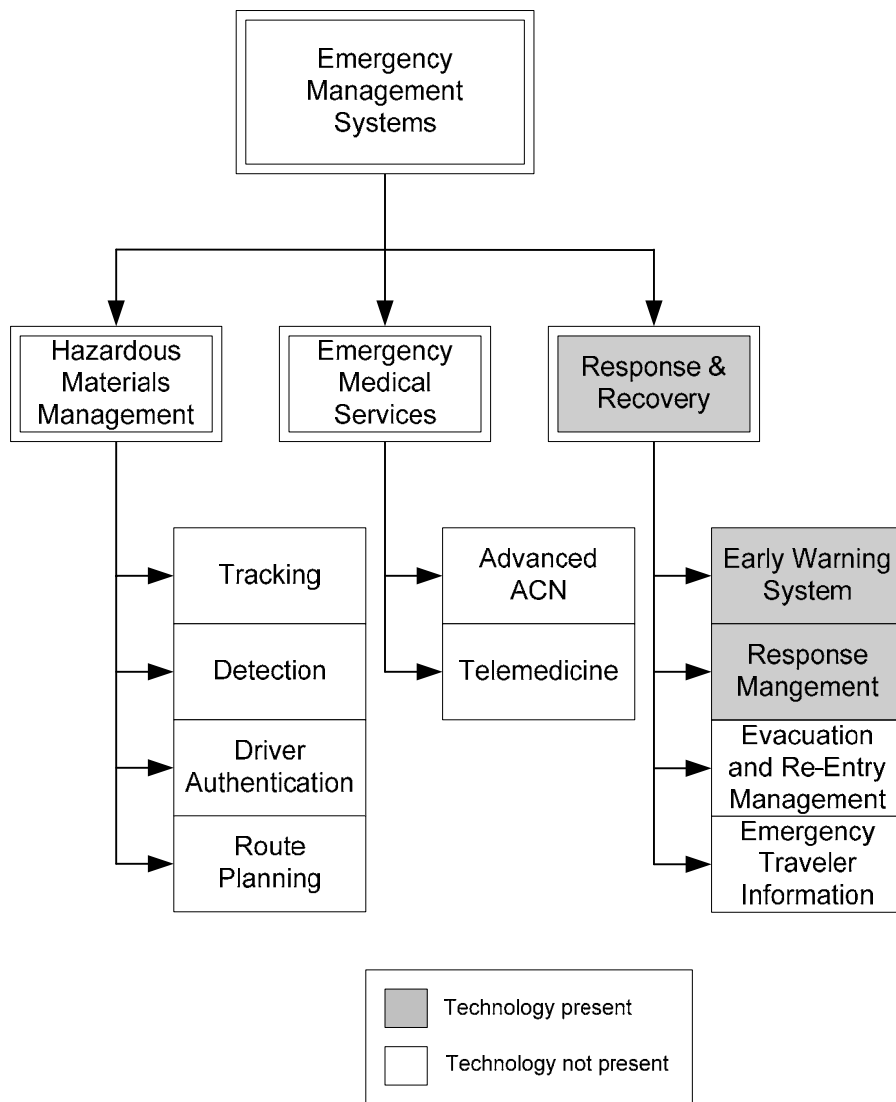 Emergency
Management
Systems
Hazardous
Materials
Management
Emergency
Medical
Services
Response &
Recovery
Tracking
Detection
Driver
Authentication
Route
Planning
Advanced
ACN
Telemedicine
Early Warning
System
Response
Mangement
Evacuation
and Re-Entry
Management
Emergency
Traveler
Information
Technology present
Technology not present